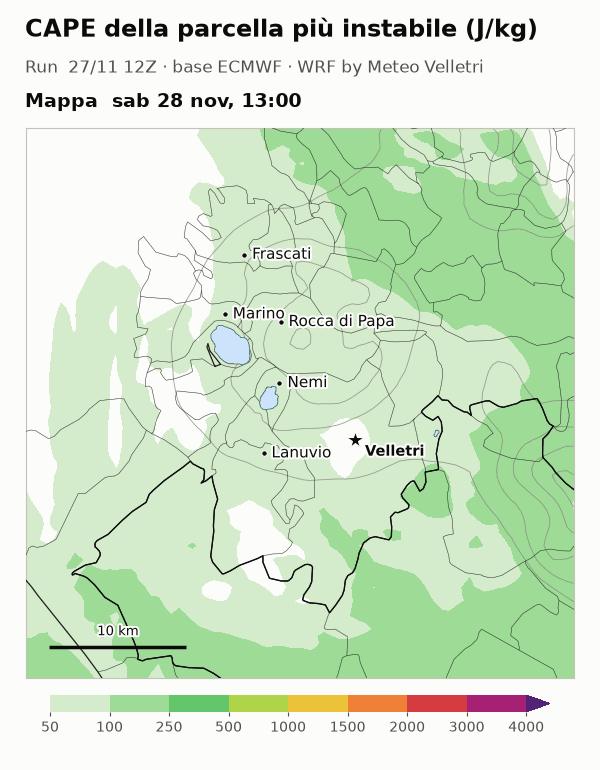 CAPE della parcella più instabile (J/kg)
Run  27/11 12Z · base ECMWF · WRF by Meteo Velletri
Mappa  sab 28 nov, 13:00
Frascati
Marino
Rocca di Papa
Nemi
Velletri
Lanuvio
10 km
50 100 250 500 1000 1500 2000 3000 4000